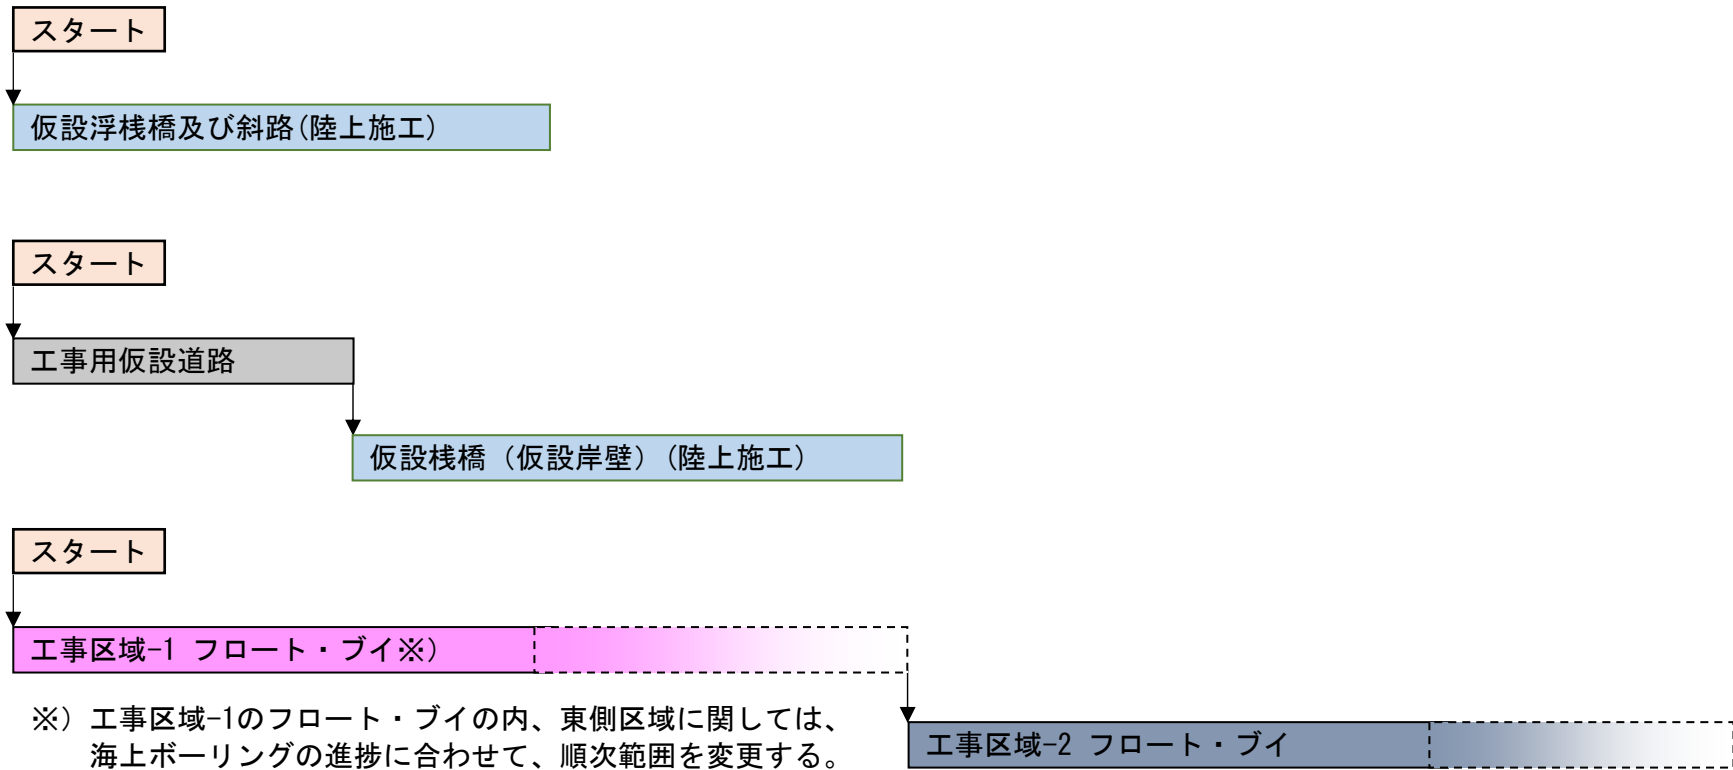 スタート
仮設浮桟橋及び斜路(陸上施工)
スタート
工事用仮設道路
仮設桟橋（仮設岸壁）(陸上施工)
スタート
工事区域-1 フロート・ブイ※)
※）工事区域-1のフロート・ブイの内、東側区域に関しては、
海上ボーリングの進捗に合わせて、順次範囲を変更する。
工事区域-2 フロート・ブイ